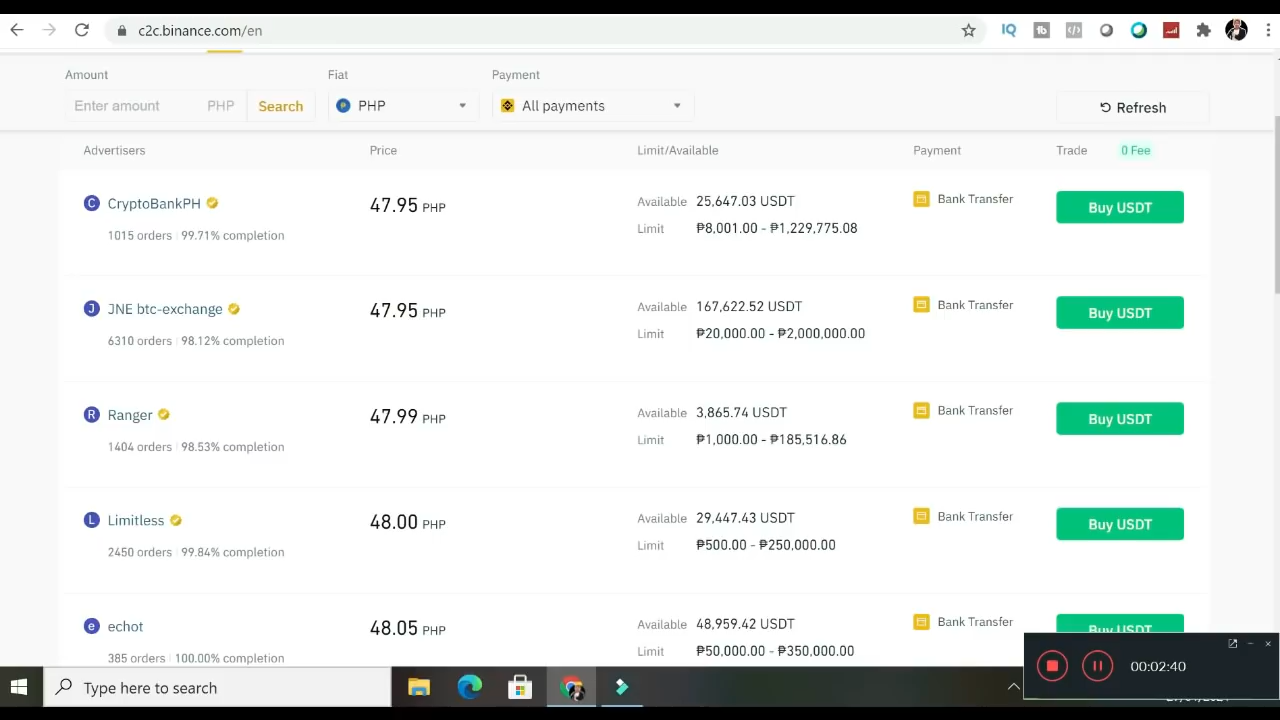 c2c.binance.com/en
Amount
Fiat
Payment
Enter amount PHP Search
PHP
All payments
Refresh
Advertisers Price Limit/Available Payment Trade 0 Fee
C CryptoBankPH
1015 orders 99.71% completion
47.95 PHP
Available 25,647.03 USDT
Limit ₱8,001.00 - ₱1,229,775.08
Bank Transfer
Buy USDT
J JNE btc-exchange
6310 orders 98.12% completion
47.95 PHP
Available 167,622.52 USDT
Limit ₱20,000.00 - ₱2,000,000.00
Bank Transfer
Buy USDT
R Ranger
1404 orders 98.53% completion
47.99 PHP
Available 3,865.74 USDT
Limit ₱1,000.00 - ₱185,516.86
Bank Transfer
Buy USDT
L Limitless
2450 orders 99.84% completion
48.00 PHP
Available 29,447.43 USDT
Limit ₱500.00 - ₱250,000.00
Bank Transfer
Buy USDT
e echot
385 orders 100.00% completion
48.05 PHP
Available 48,959.42 USDT
Limit ₱50,000.00 - ₱350,000.00
Bank Transfer
Buy USDT
00:02:40
Type here to search